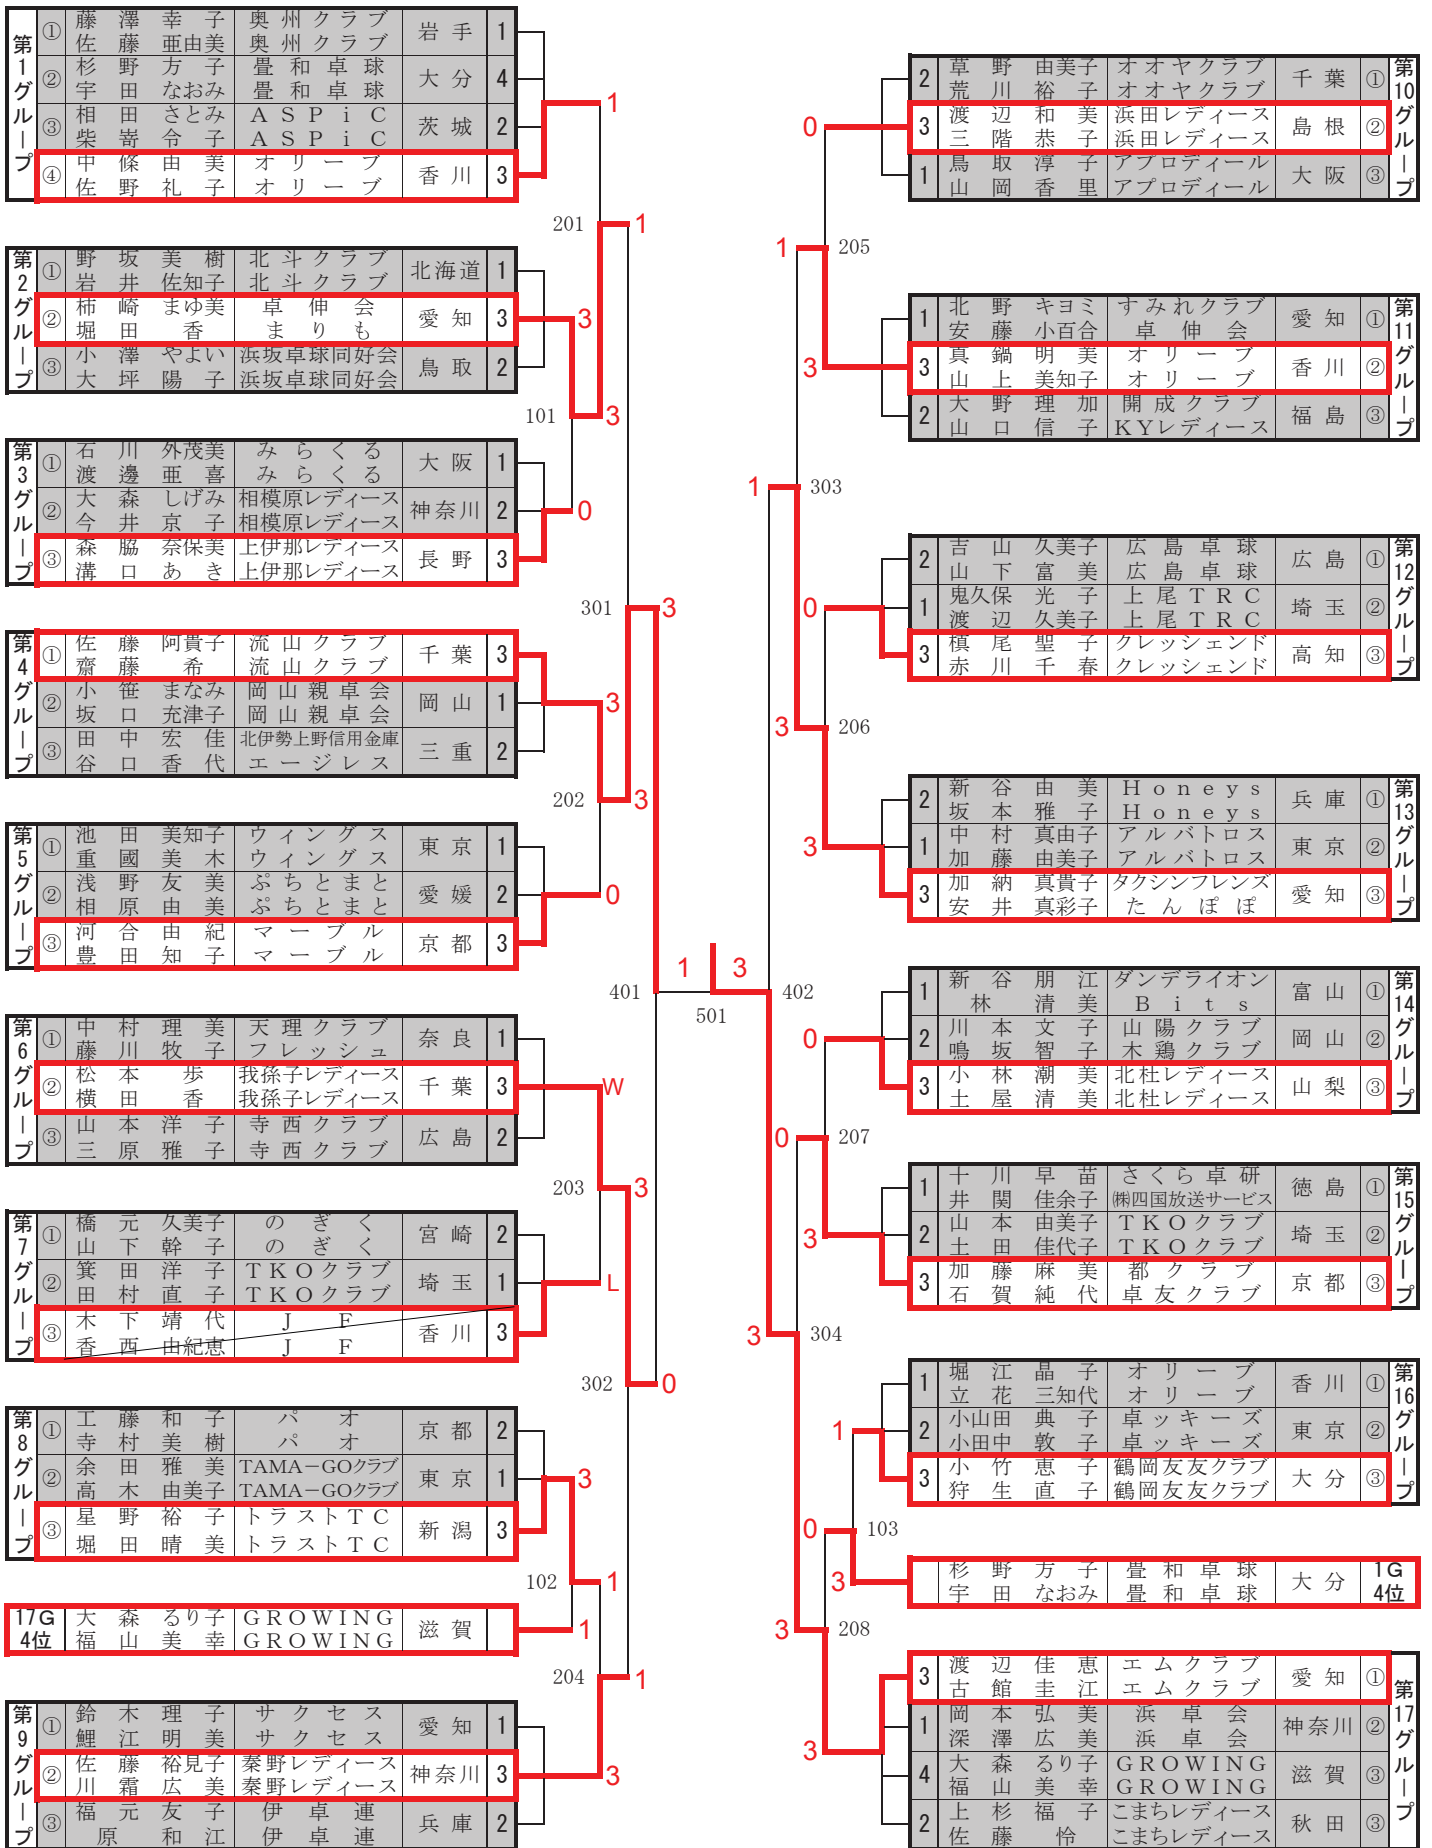 第1グループ
① 藤澤幸子 奥州クラブ 岩手 1
佐藤亜由美 奥州クラブ
② 杉野方子 畳和卓球 大分 4
宇田なおみ 畳和卓球
③ 相田さとみ ASPiC 茨城 2
柴嵜令子 ASPiC
④ 中條由美 オリーブ 香川 3
佐野礼子 オリーブ
1
201
1
第2グループ
① 野坂美樹 北斗クラブ 北海道 1
岩井佐知子 北斗クラブ
② 柿崎まゆ美 卓伸会 愛知 3
堀田香 まりも
③ 小澤やよい 浜坂卓球同好会 鳥取 2
大坪陽子 浜坂卓球同好会
3
101
3
第3グループ
① 石川外茂美 みらくる 大阪 1
渡邊亜喜 みらくる
② 大森しげみ 相模原レディース 神奈川 2
今井京子 相模原レディース
③ 森脇奈保美 上伊那レディース 長野 3
溝口あき 上伊那レディース
0
301
3
第4グループ
① 佐藤阿貴子 流山クラブ 千葉 3
齋藤希 流山クラブ
② 小笹まなみ 岡山親卓会 岡山 1
坂口充津子 岡山親卓会
③ 田中宏佳 北伊勢上野信用金庫 三重 2
谷口香代 エージレス
3
202
3
第5グループ
① 池田美知子 ウィングス 東京 1
重國美木 ウィングス
② 浅野友美 ぷちとまと 愛媛 2
相原由美 ぷちとまと
③ 河合由紀 マーブル 京都 3
豊田知子 マーブル
0
401
1
3
501
第6グループ
① 中村理美 天理クラブ 奈良 1
藤川牧子 フレッシュ
② 松本歩 我孫子レディース 千葉 3
横田香 我孫子レディース
③ 山本洋子 寺西クラブ 広島 2
三原雅子 寺西クラブ
W
203
3
第7グループ
① 橋元久美子 のぎく 宮崎 2
山下幹子 のぎく
② 箕田洋子 TKOクラブ 埼玉 1
田村直子 TKOクラブ
③ 木下靖代 JF 香川 3
香西由紀恵 JF
L
302
0
第8グループ
① 工藤和子 パオ 京都 2
寺村美樹 パオ
② 余田雅美 TAMA－GOクラブ 東京 1
高木由美子 TAMA－GOクラブ
③ 星野裕子 トラストTC 新潟 3
堀田晴美 トラストTC
3
102
1
17G 大森るり子 GROWING 滋賀
4位 福山美幸 GROWING
1
204
1
第9グループ
① 鈴木理子 サクセス 愛知 1
鯉江明美 サクセス
② 佐藤裕見子 秦野レディース 神奈川 3
川霜広美 秦野レディース
③ 福元友子 伊卓連 兵庫 2
原和江 伊卓連
3
第10グループ
2 草野由美子 オオヤクラブ 千葉 ①
荒川裕子 オオヤクラブ
3 渡辺和美 浜田レディース 島根 ②
三階恭子 浜田レディース
1 鳥取淳子 アプロディール 大阪 ③
山岡香里 アプロディール
0
1
205
第11グループ
1 北野キヨミ すみれクラブ 愛知 ①
安藤小百合 卓伸会
3 真鍋明美 オリーブ 香川 ②
山上美知子 オリーブ
2 大野理加 開成クラブ 福島 ③
山口信子 KYレディース
3
1
303
第12グループ
2 吉山久美子 広島卓球 広島 ①
山下富美 広島卓球
1 鬼久保光子 上尾TRC 埼玉 ②
渡辺久美子 上尾TRC
3 槙尾聖子 クレッシェンド 高知 ③
赤川千春 クレッシェンド
0
3
206
第13グループ
2 新谷由美 Honeys 兵庫 ①
坂本雅子 Honeys
1 中村真由子 アルバトロス 東京 ②
加藤由美子 アルバトロス
3 加納真貴子 タクシンフレンズ 愛知 ③
安井真彩子 たんぽぽ
3
402
第14グループ
1 新谷朋江 ダンデライオン 富山 ①
林清美 Bits
2 川本文子 山陽クラブ 岡山 ②
鳴坂智子 木鶏クラブ
3 小林潮美 北杜レディース 山梨 ③
土屋清美 北杜レディース
0
0
207
第15グループ
1 十川早苗 さくら卓研 徳島 ①
井関佳余子 ㈱四国放送サービス
2 山本由美子 TKOクラブ 埼玉 ②
土田佳代子 TKOクラブ
3 加藤麻美 都クラブ 京都 ③
石賀純代 卓友クラブ
3
3
304
第16グループ
1 堀江晶子 オリーブ 香川 ①
立花三知代 オリーブ
2 小山田典子 卓ッキーズ 東京 ②
小田中敦子 卓ッキーズ
3 小竹恵子 鶴岡友友クラブ 大分 ③
狩生直子 鶴岡友友クラブ
1
0
103
杉野方子 畳和卓球 大分 1G
宇田なおみ 畳和卓球 4位
3
3
208
第17グループ
3 渡辺佳恵 エムクラブ 愛知 ①
古館圭江 エムクラブ
1 岡本弘美 浜卓会 神奈川 ②
深澤広美 浜卓会
4 大森るり子 GROWING 滋賀 ③
福山美幸 GROWING
2 上杉福子 こまちレディース 秋田 ③
佐藤怜 こまちレディース
3